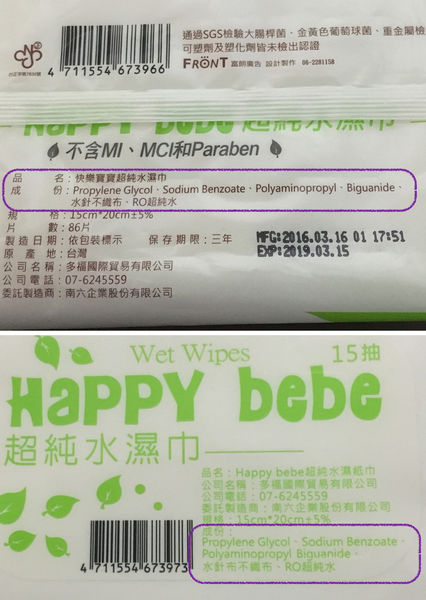 通過SGS檢驗大腸桿菌、金黃色葡萄球菌、重金屬檢
可塑劑及塑化劑皆未檢出認證
FRONT 富朗廣告 設計製作 06-2281158
4 711554 673966
HAPPY bebe 超純水濕巾
不含MI、MCI和Paraben
品名：快樂寶寶超純水濕巾
成份：Propylene Glycol、Sodium Benzoate、Polyaminopropyl、Biguanide、
水針不織布、RO超純水
規格：15cm*20cm±5%
片數：86片
製造日期：依包裝標示 保存期限：三年
原產地：台灣
公司名稱：多福國際貿易有限公司
公司電話：07-6245559
委託製造商：南六企業股份有限公司
MFG:2016.03.16 01 17:51
EXP:2019.03.15
Wet Wipes 15抽
HAPPY bebe
超純水濕巾
品名：Happy bebe超純水濕紙巾
公司名稱：多福國際貿易有限公司
公司電話：07-6245559
委託製造商：南六企業股份有限公司
規格：15cm*20cm±5%
成份：
Propylene Glycol、Sodium Benzoate、
Polyaminopropyl Biguanide、
水針布不織布、RO超純水
4 711554 673973